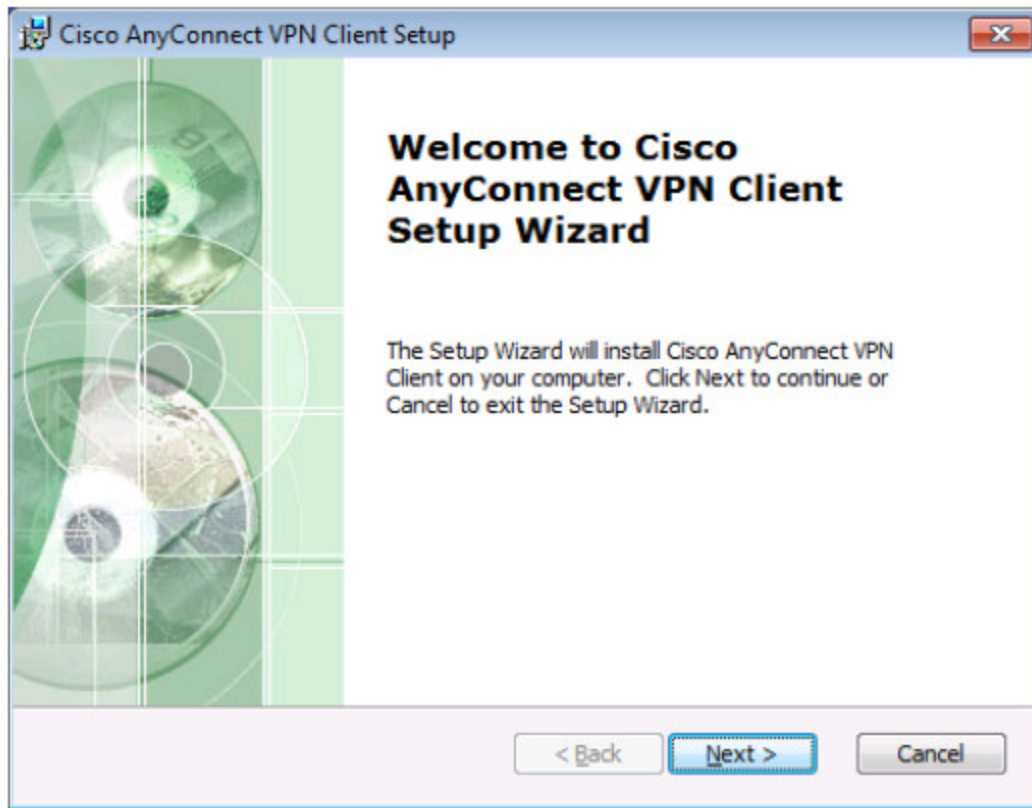 Cisco AnyConnect VPN Client Setup
Welcome to Cisco
AnyConnect VPN Client
Setup Wizard
The Setup Wizard will install Cisco AnyConnect VPN
Client on your computer.  Click Next to continue or
Cancel to exit the Setup Wizard.
< Back
Next >
Cancel